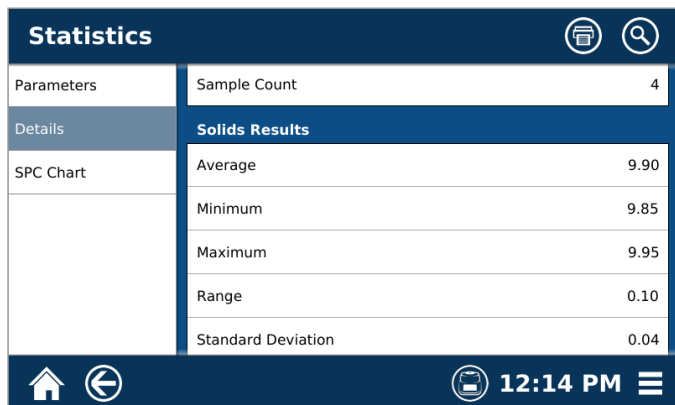 Statistics
Parameters
Details
SPC Chart
Sample Count 4
Solids Results
Average 9.90
Minimum 9.85
Maximum 9.95
Range 0.10
Standard Deviation 0.04
12:14 PM